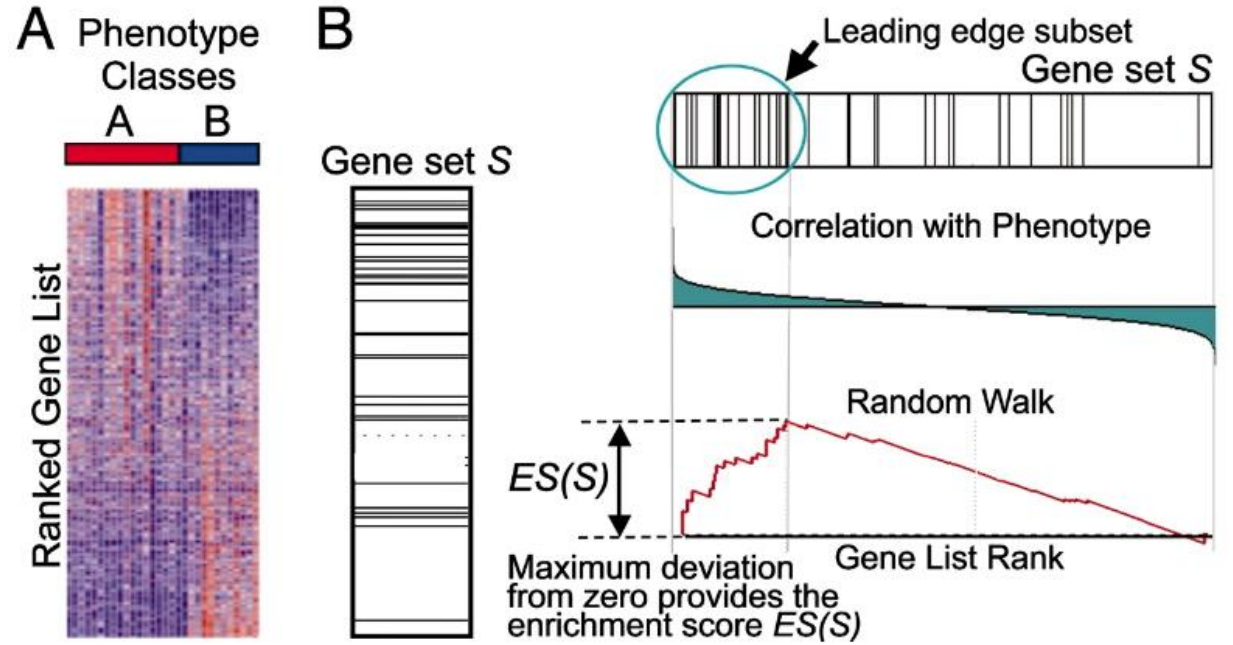 A
Phenotype
Classes
A B
Ranked Gene List
B
Gene set S
Leading edge subset
Gene set S
Correlation with Phenotype
Random Walk
ES(S)
Gene List Rank
Maximum deviation
from zero provides the
enrichment score ES(S)